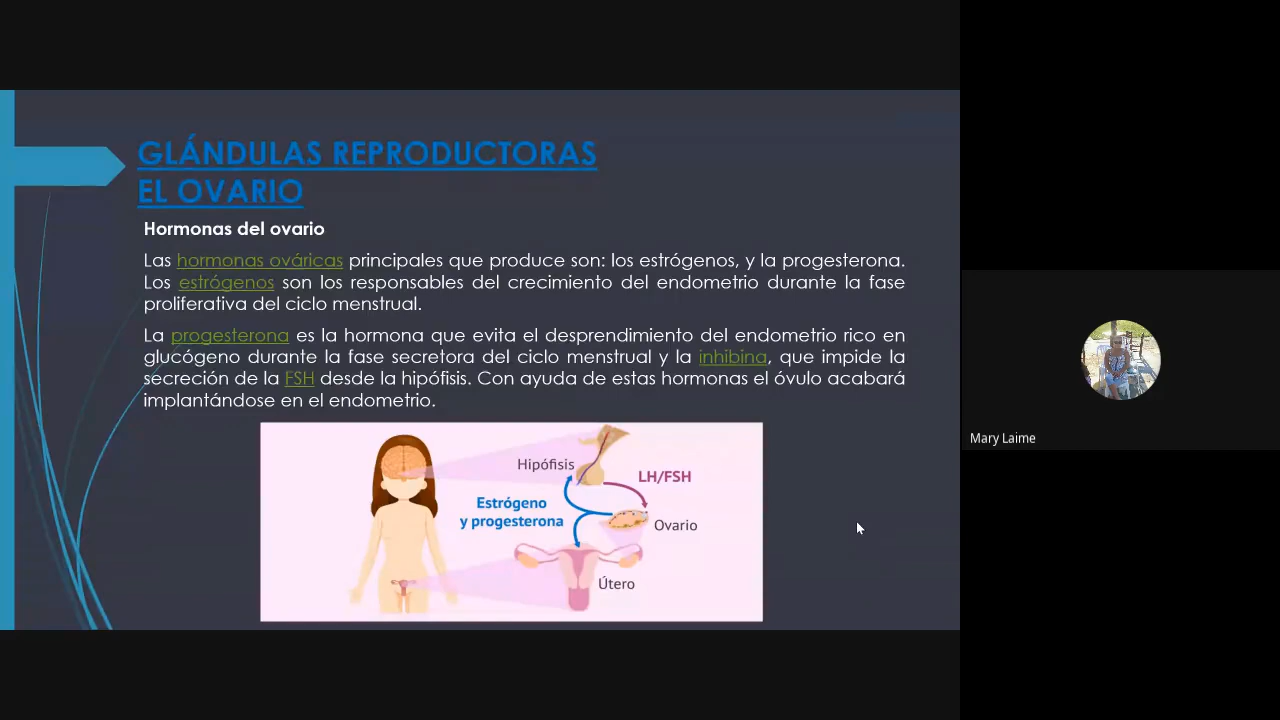 GLÁNDULAS REPRODUCTORAS
EL OVARIO
Hormonas del ovario
Las hormonas ováricas principales que produce son: los estrógenos, y la progesterona.
Los estrógenos son los responsables del crecimiento del endometrio durante la fase
proliferativa del ciclo menstrual.
La progesterona es la hormona que evita el desprendimiento del endometrio rico en
glucógeno durante la fase secretora del ciclo menstrual y la inhibina, que impide la
secreción de la FSH desde la hipófisis. Con ayuda de estas hormonas el óvulo acabará
implantándose en el endometrio.
Hipófisis
LH/FSH
Estrógeno
y progesterona
Ovario
Útero
Mary Laime